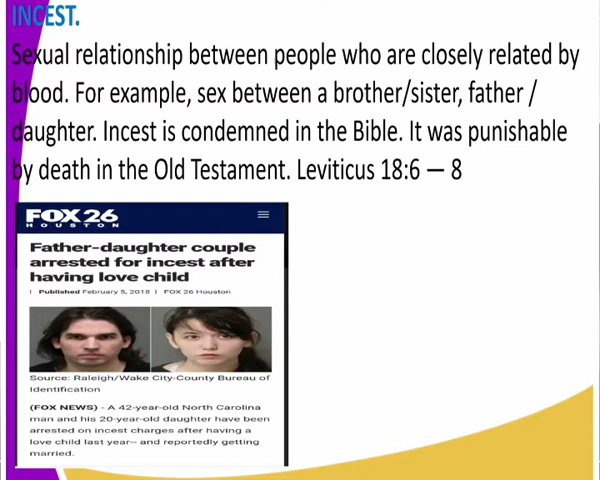 INCEST.
Sexual relationship between people who are closely related by
blood. For example, sex between a brother/sister, father /
daughter. Incest is condemned in the Bible. It was punishable
by death in the Old Testament. Leviticus 18:6 — 8
FOX 26
HOUSTON
Father-daughter couple
arrested for incest after
having love child
| Published February 5, 2018 | FOX 26 Houston
Source: Raleigh/Wake City-County Bureau of
Identification
(FOX NEWS) - A 42-year-old North Carolina
man and his 20-year-old daughter have been
arrested on incest charges after having a
love child last year-- and reportedly getting
married.